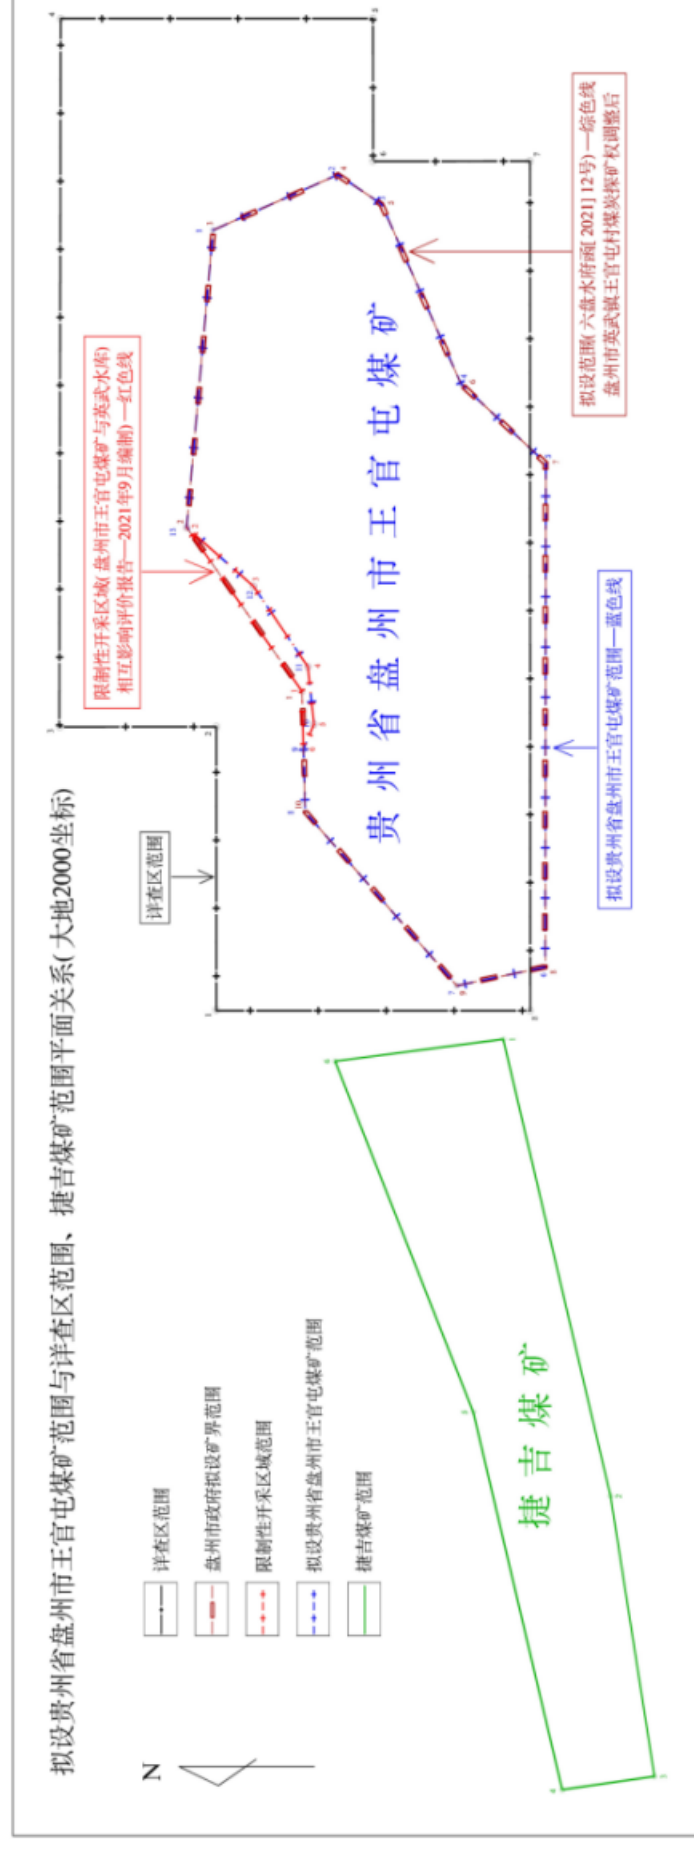 拟设贵州省盘州市王官屯煤矿范围与详查区范围、捷吉煤矿范围平面关系(大地2000坐标)
N
详查区范围
盘州市政府拟设矿界范围
限制性开采区域范围
拟设贵州省盘州市王官屯煤矿范围
捷吉煤矿范围
详查区范围
限制性开采区域(盘州市王官屯煤矿与英武水库)
相互影响评价报告—2021年9月编制)—红色线
贵州省盘州市王官屯煤矿
拟设范围(六盘水府函[2021]12号)—综色线
盘州市英武镇王官屯村煤炭探矿权调整后
拟设贵州省盘州市王官屯煤矿范围—蓝色线
捷吉煤矿